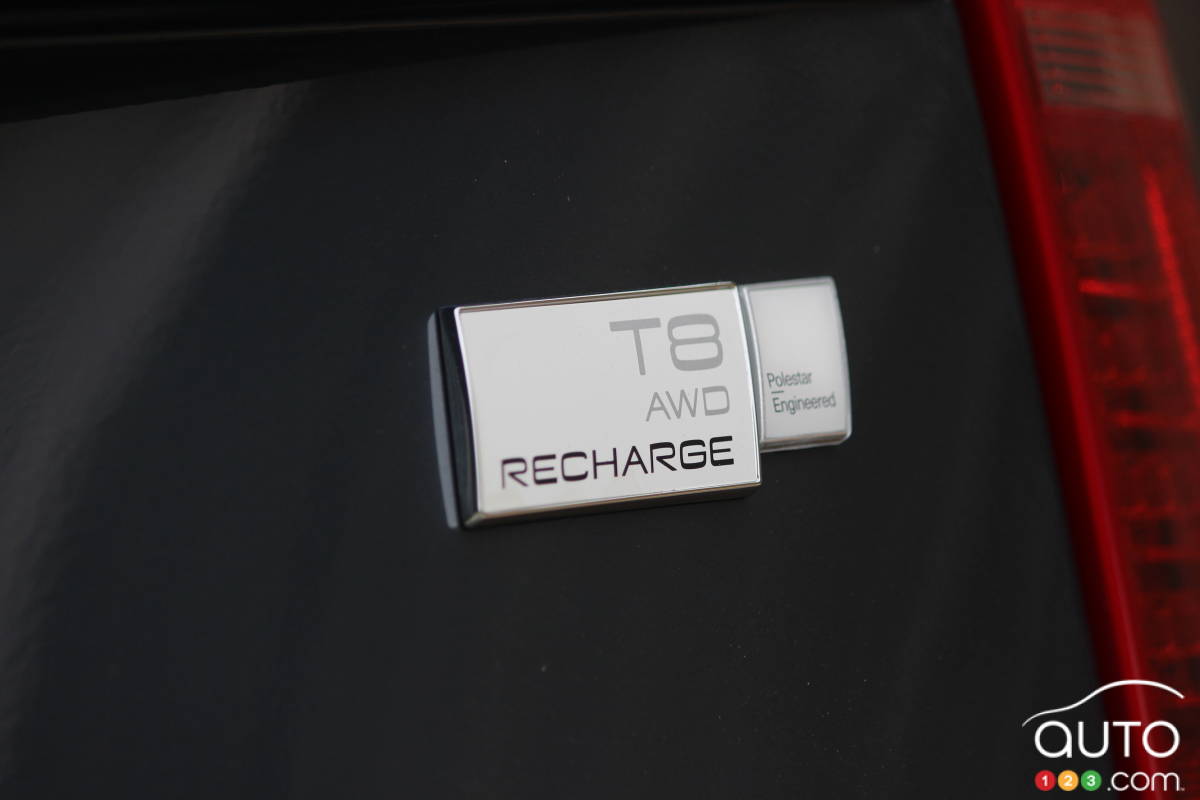 T8
AWD
RECHARGE
Polestar
Engineered
AUTO
123.com